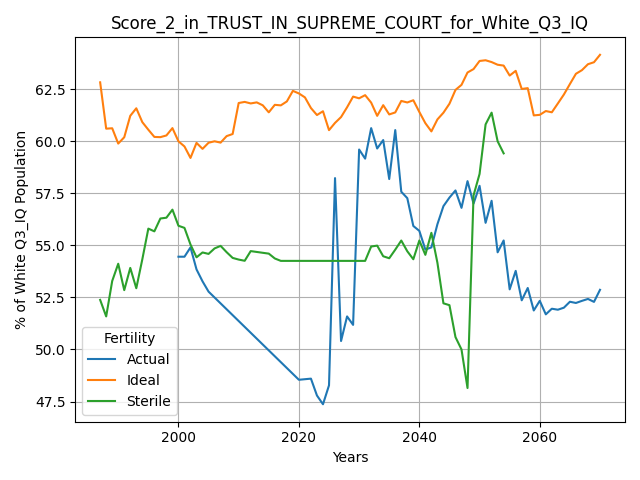 Score_2_in_TRUST_IN_SUPREME_COURT_for_White_Q3_IQ
% of White Q3_IQ Population
62.5
60.0
57.5
55.0
52.5
50.0
47.5
Fertility
Actual
Ideal
Sterile
2000
2020
2040
2060
Years